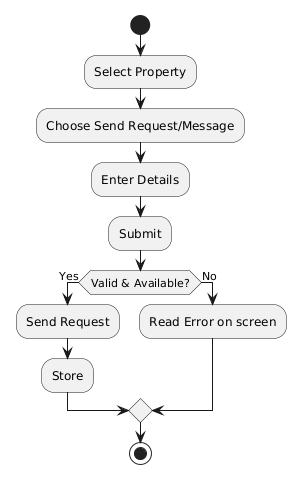 Select Property
Choose Send Request/Message
Enter Details
Submit
Valid & Available?
Yes
No
Send Request
Read Error on screen
Store